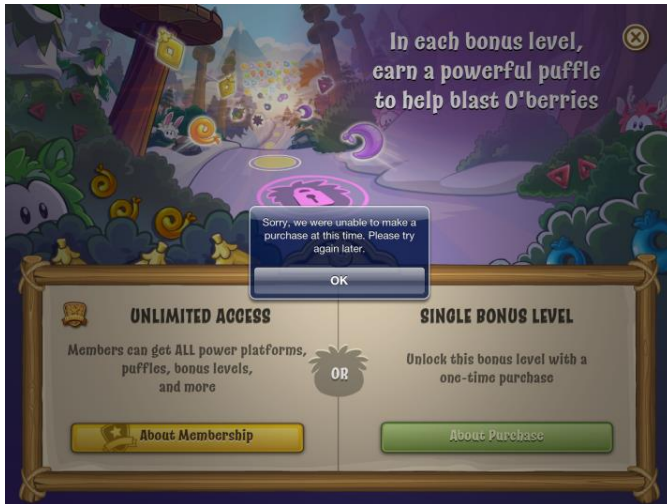 In each bonus level,
earn a powerful puffle
to help blast O'berries
Sorry, we were unable to make a
purchase at this time. Please try
again later.
OK
UNLIMITED ACCESS
Members can get ALL power platforms,
puffles, bonus levels,
and more
About Membership
OR
SINGLE BONUS LEVEL
Unlock this bonus level with a
one-time purchase
About Purchase